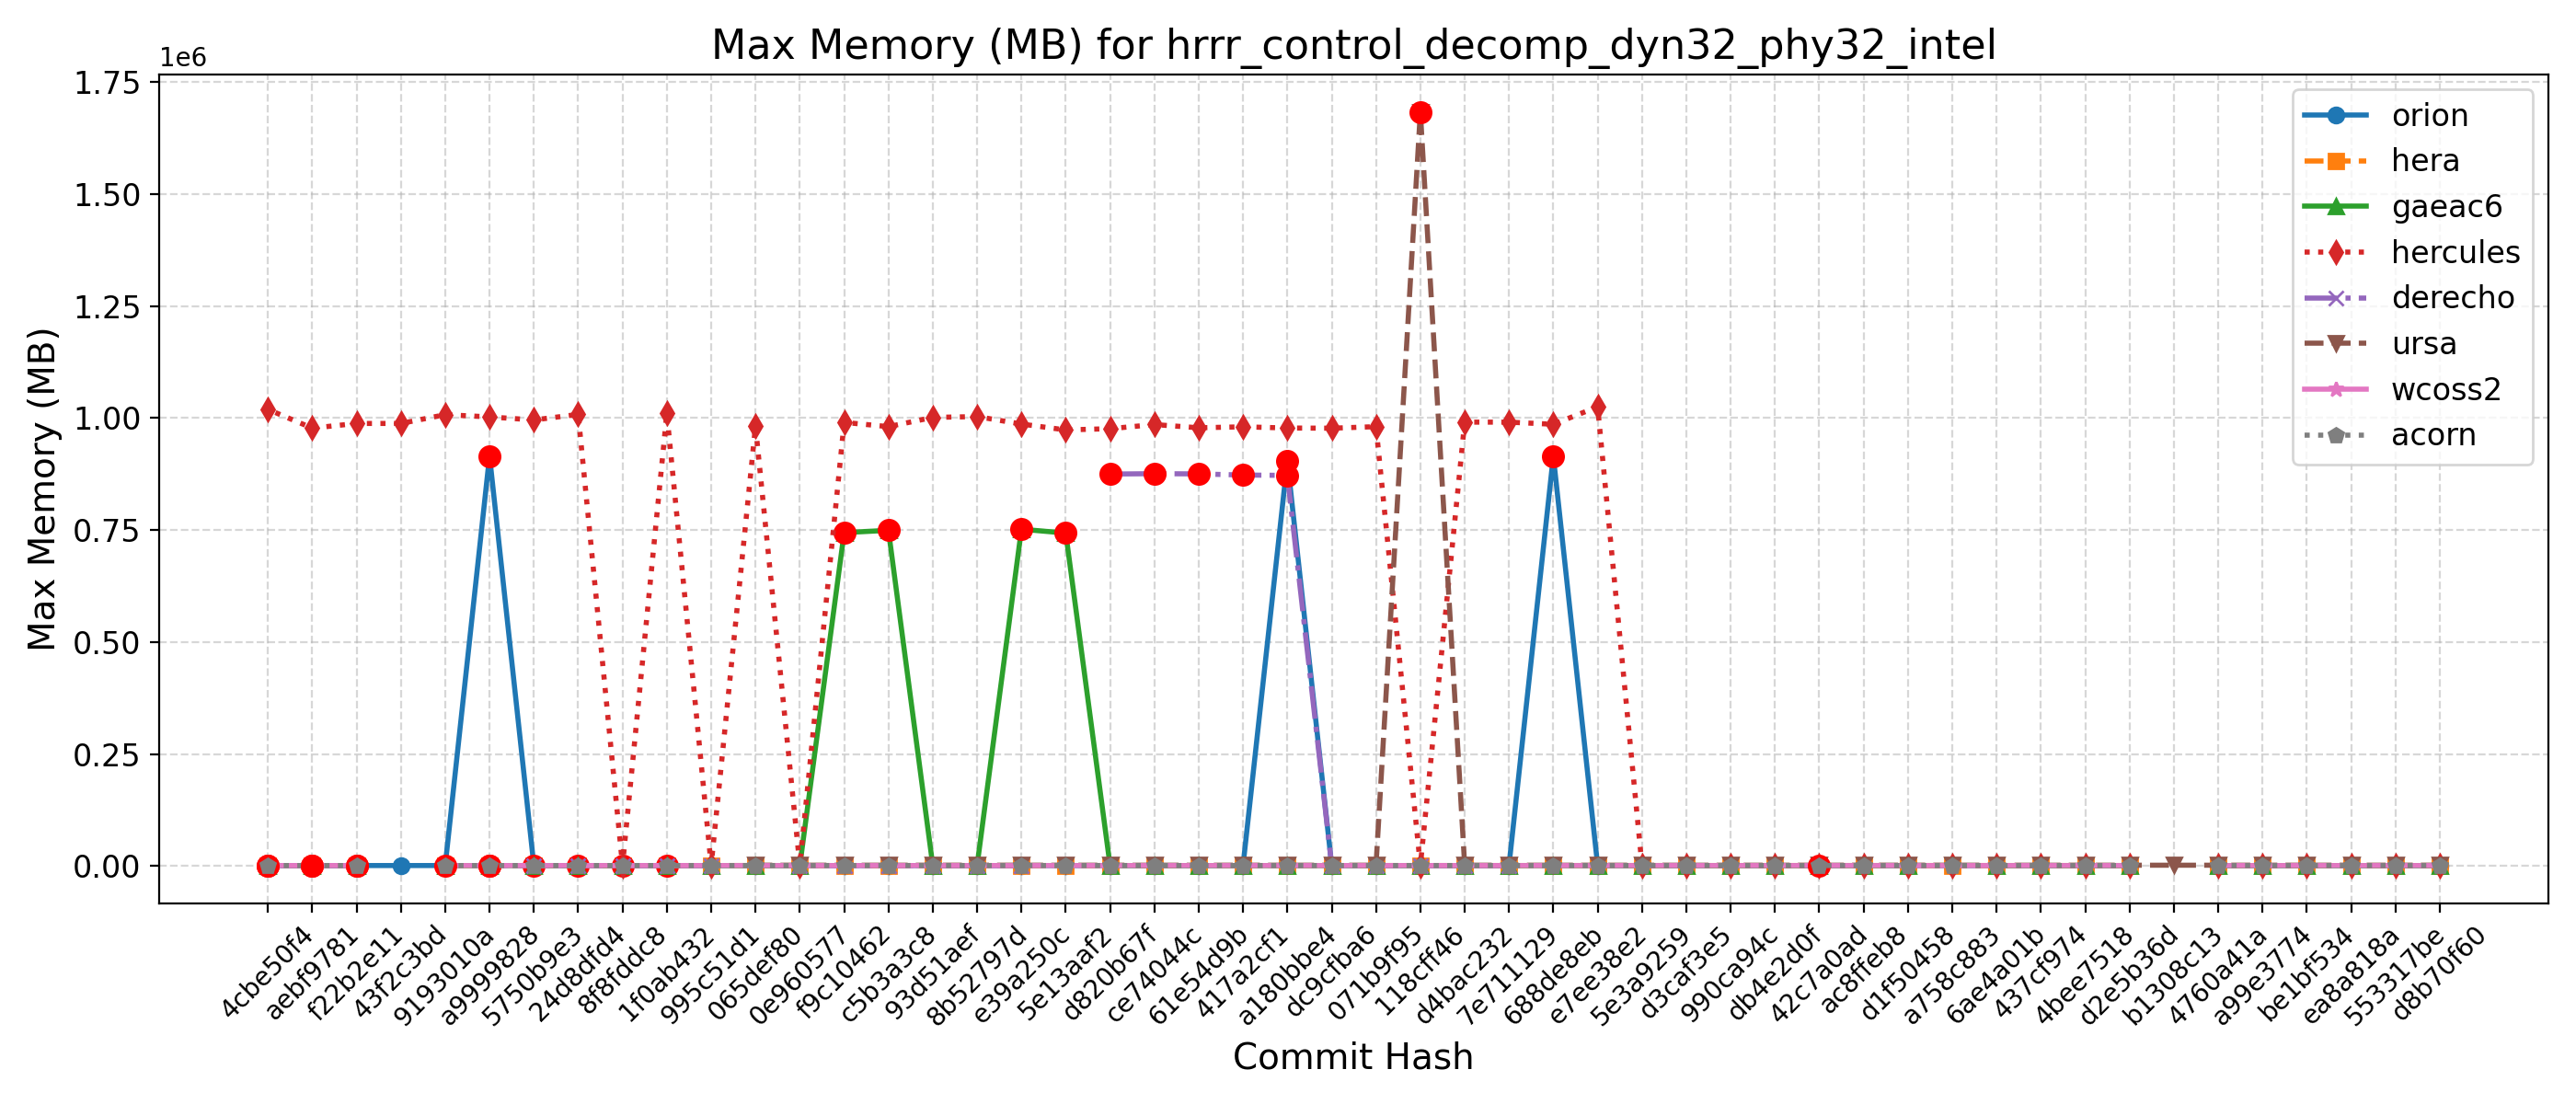 Max Memory (MB) for hrrr_control_decomp_dyn32_phy32_intel
1e6
1.75
1.50
1.25
1.00
0.75
0.50
0.25
0.00
Max Memory (MB)
orion
hera
gaeac6
hercules
derecho
ursa
wcoss2
acorn
4cbe50f4
aebf9781
f22b2e11
43f2c3bd
9193010a
a9999828
5750b9e3
24d8dfd4
8f8fddc8
1f0ab432
995c51d1
065def80
0e960577
f9c10462
c5b3a3c8
93d51aef
8b52797d
e39a250c
5e13aaf2
d820b67f
ce74044c
61e54d9b
417a2cf1
a180bbe4
dc9cfba6
071b9f95
118cff46
d4bac232
7e711129
688de8eb
e7ee38e2
5e3a9259
d3caf3e5
990ca94c
db4e2d0f
42c7a0ad
ac8ffeb8
d1f50458
a758c883
6ae4a01b
437cf974
4bee7518
d2e5b36d
b1308c13
4760a41a
a99e3774
be1bf534
ea8a818a
553317be
d8b70f60
Commit Hash